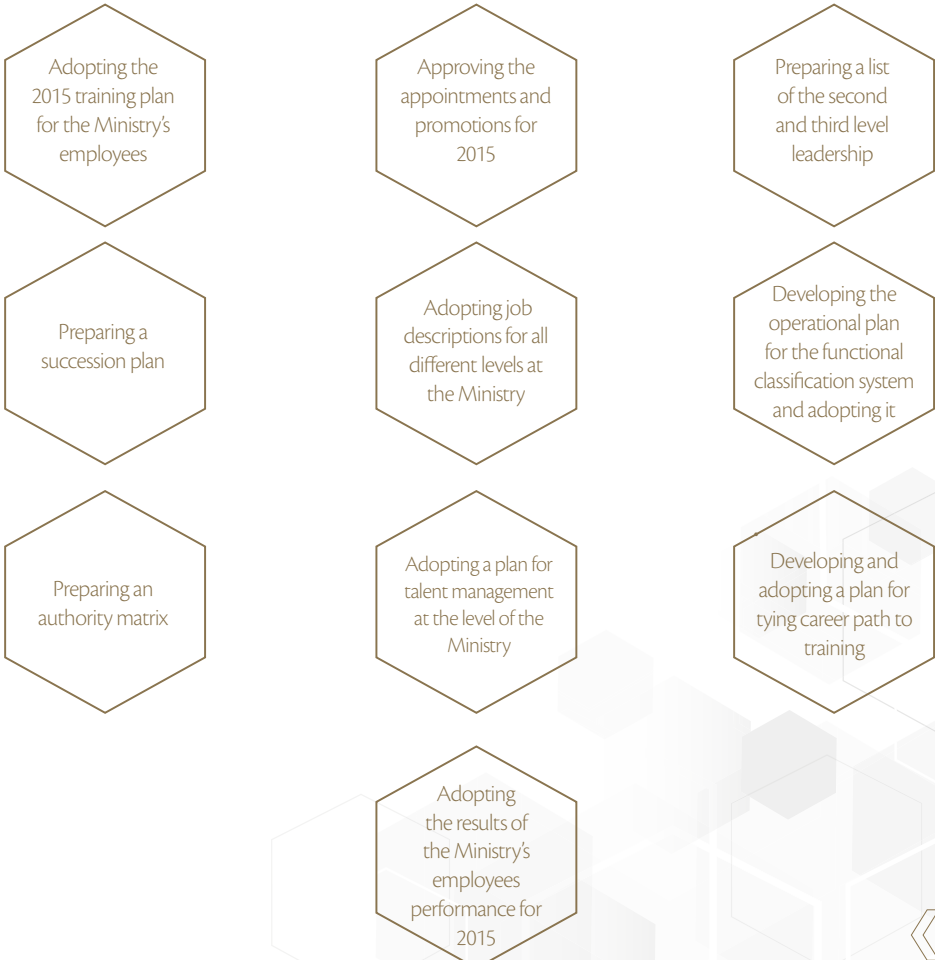 Adopting the
2015 training plan
for the Ministry's
employees
Approving the
appointments and
promotions for
2015
Preparing a list
of the second
and third level
leadership
Preparing a
succession plan
Adopting job
descriptions for all
different levels at
the Ministry
Developing the
operational plan
for the functional
classification system
and adopting it
Preparing an
authority matrix
Adopting a plan for
talent management
at the level of the
Ministry
Developing and
adopting a plan for
tying career path to
training
Adopting
the results of
the Ministry's
employees
performance for
2015